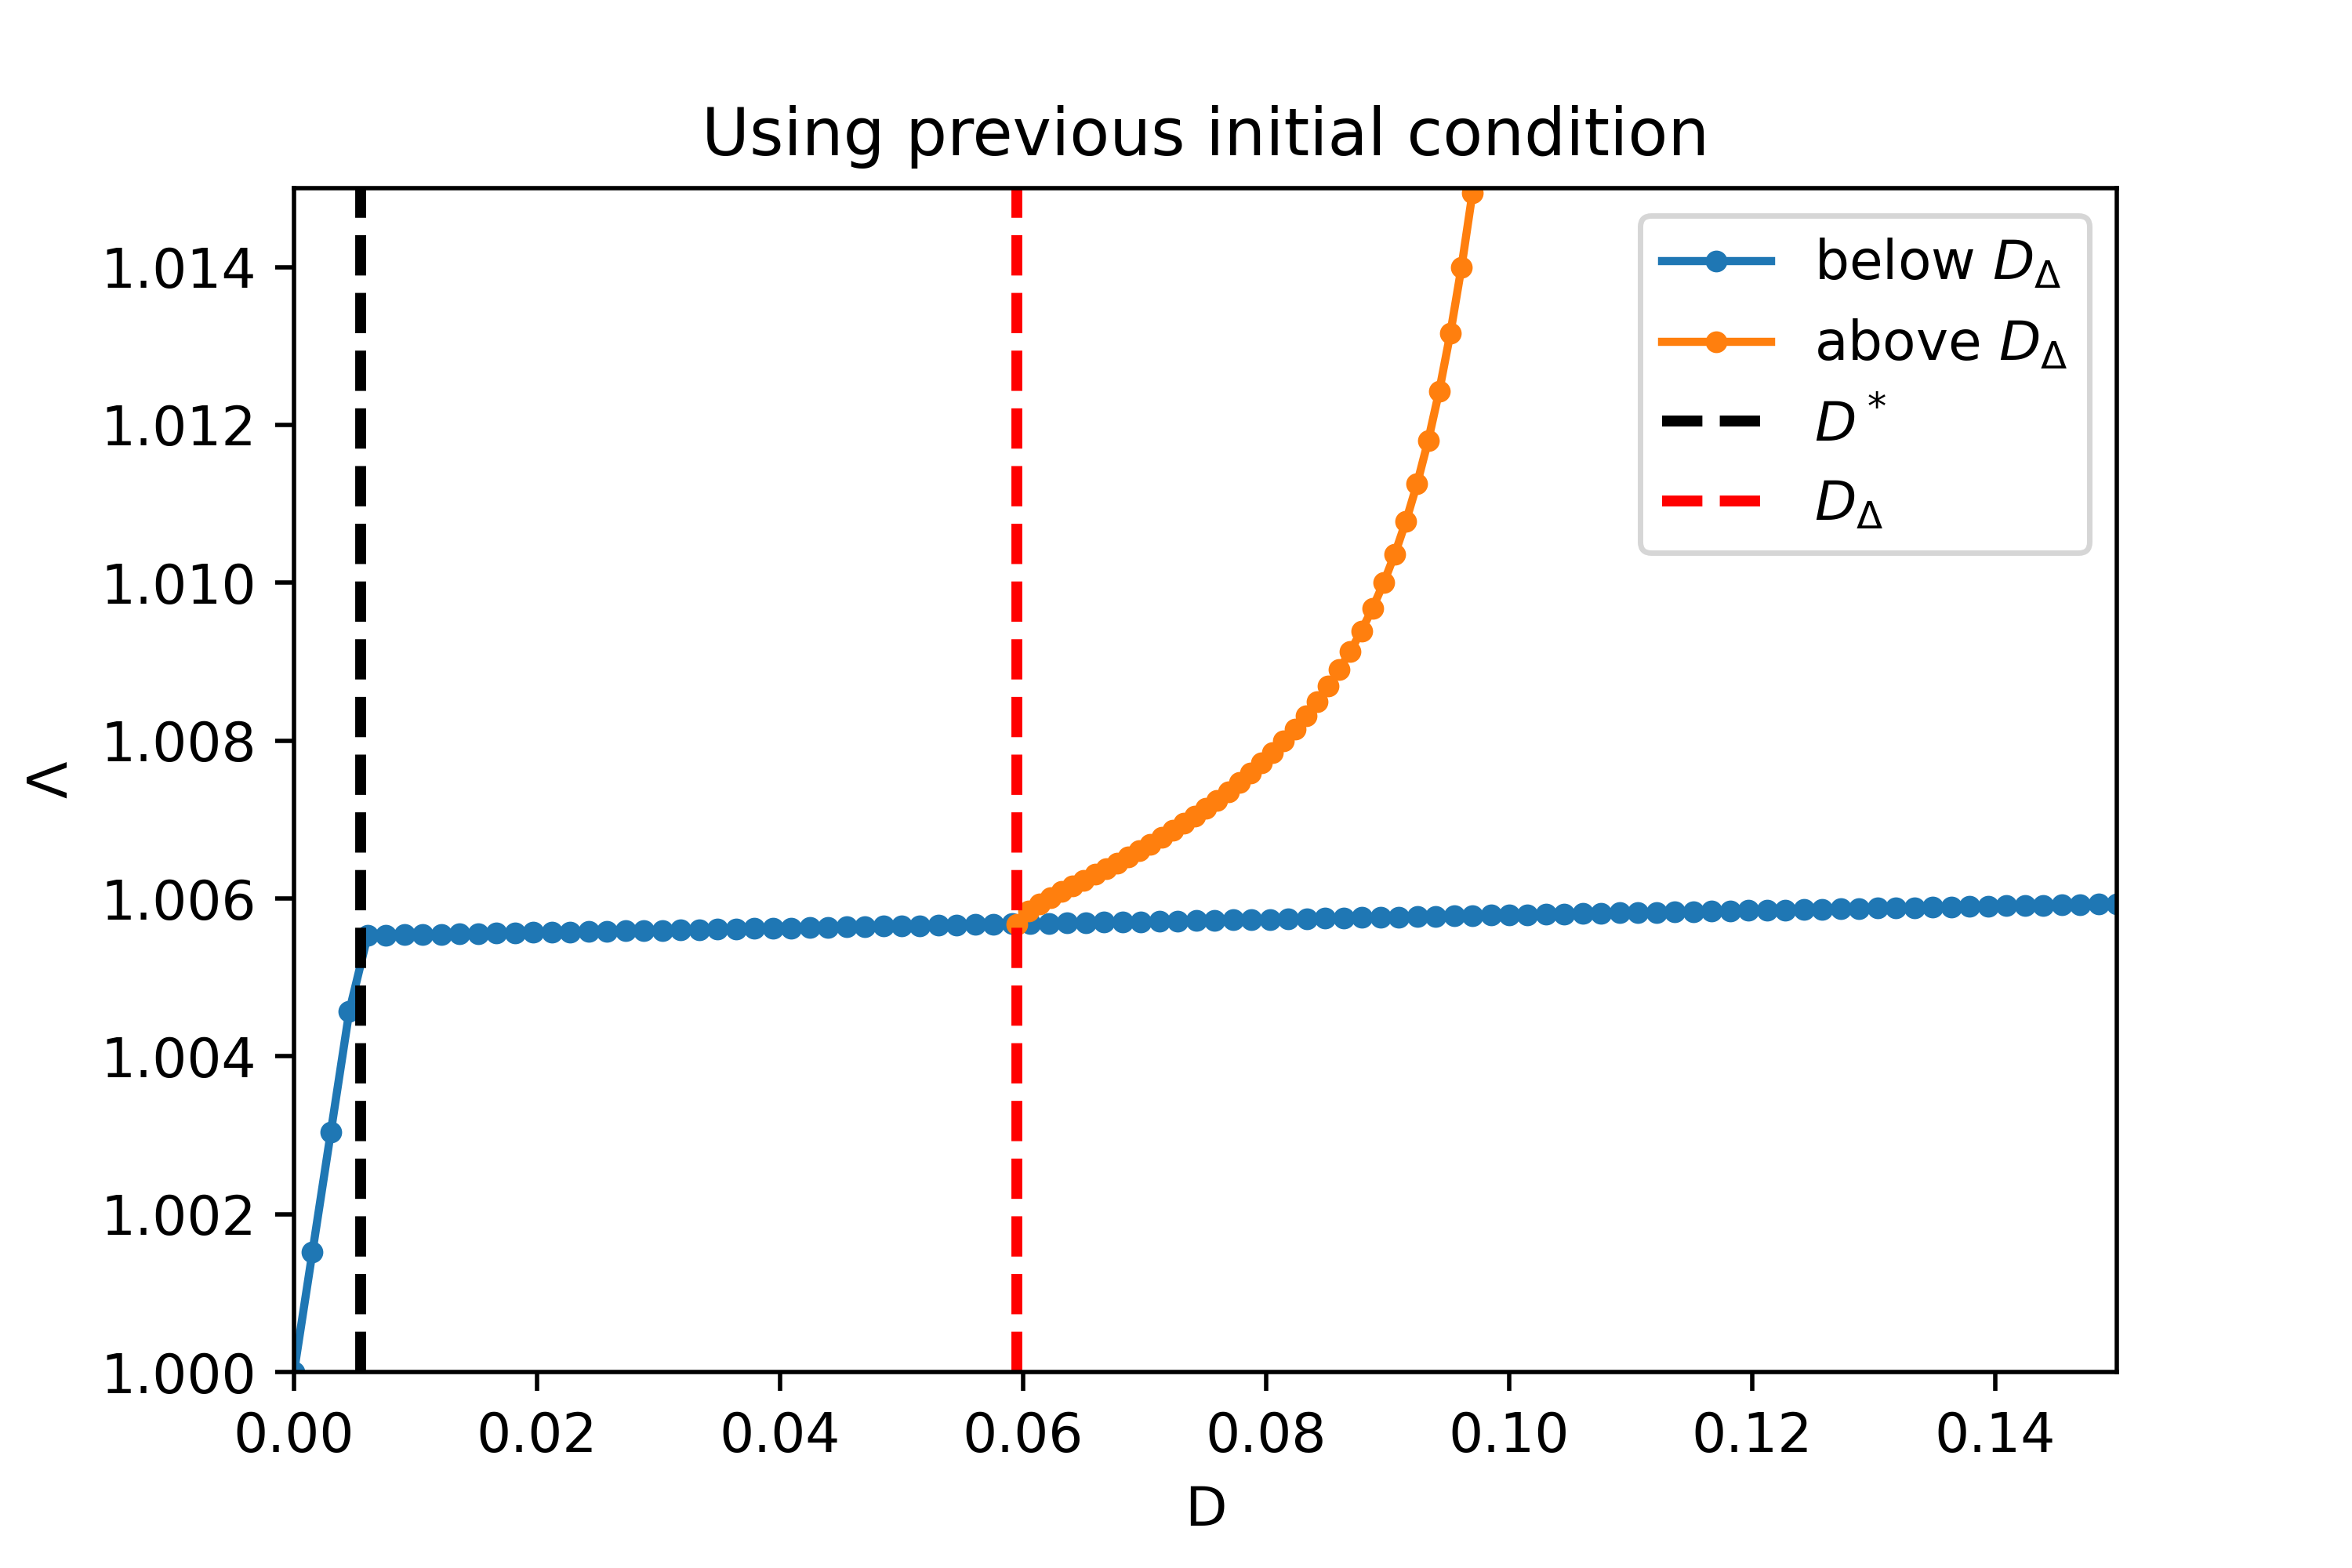 Using previous initial condition
1.014
1.012
1.010
1.008
1.006
1.004
1.002
1.000
Λ
0.00 0.02 0.04 0.06 0.08 0.10 0.12 0.14
D
below D_Δ
above D_Δ
D*
D_Δ